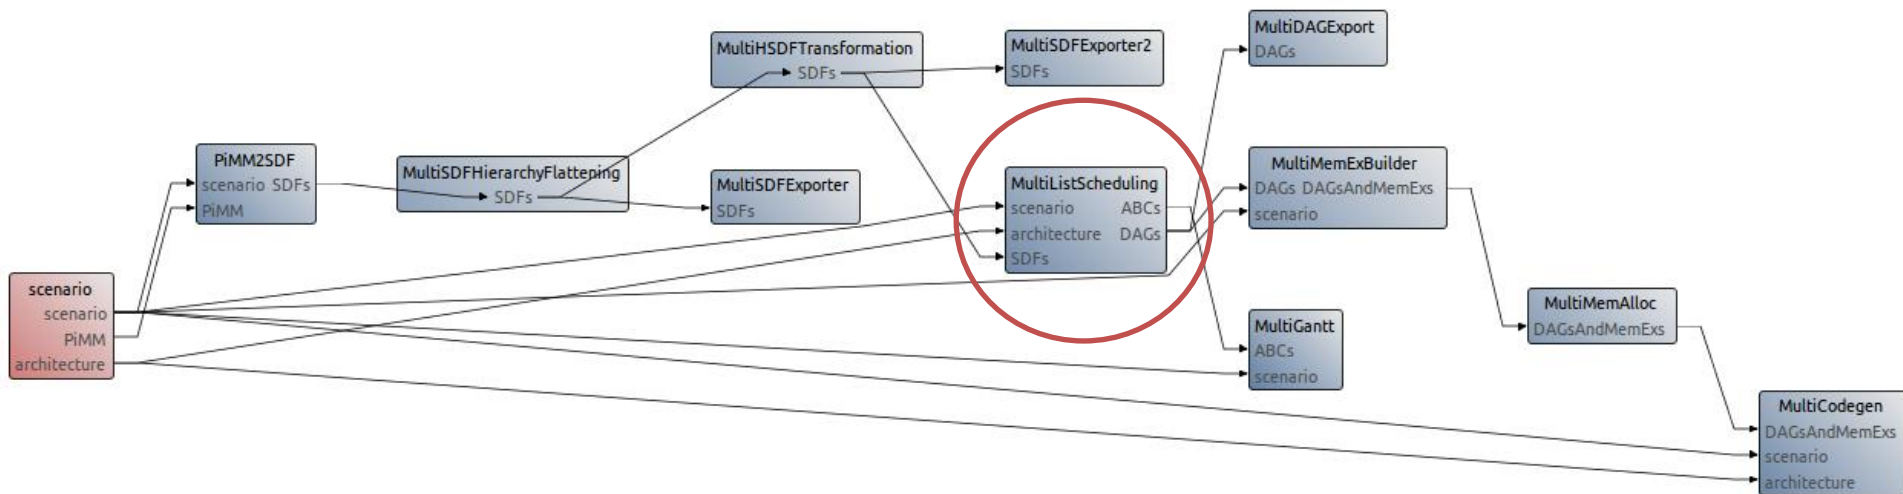 MultiDAGExport
DAGs
MultiHSDFTransformation
SDFs
MultiSDFExporter2
SDFs
PiMM2SDF
scenario SDFs
PiMM
MultiSDFHierarchyFlattening
SDFs
MultiSDFExporter
SDFs
MultiListScheduling
scenario ABCs
architecture DAGs
SDFs
MultiMemExBuilder
DAGs DAGsAndMemExs
scenario
scenario
scenario
PiMM
architecture
MultiGantt
ABCs
scenario
MultiMemAlloc
DAGsAndMemExs
MultiCodegen
DAGsAndMemExs
scenario
architecture